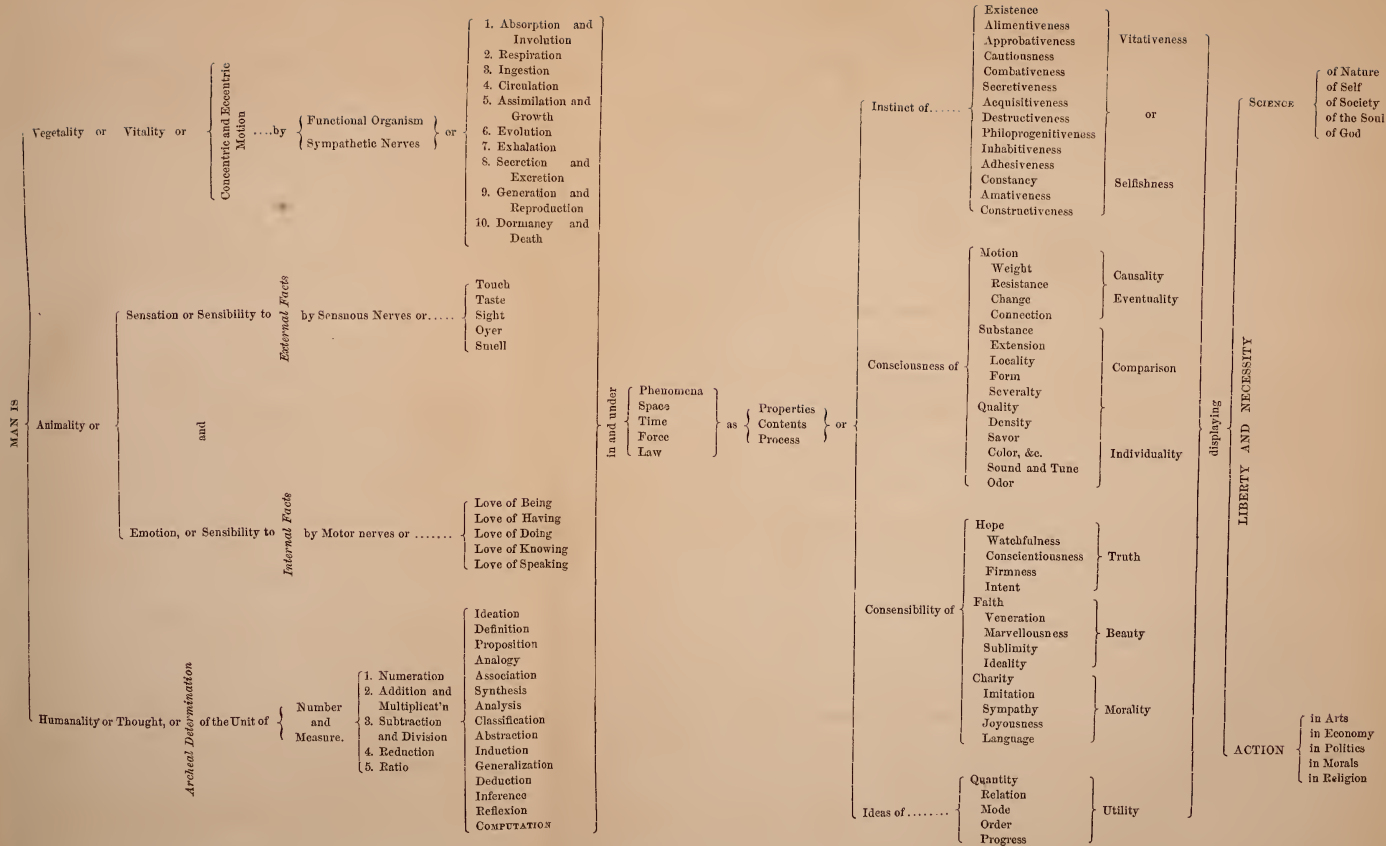 MAN IS
Vegetality or Vitality or
Concentric and Eccentric
Motion
....by
Functional Organism
Sympathetic Nerves
or
1. Absorption and
Involution
2. Respiration
3. Ingestion
4. Circulation
5. Assimilation and
Growth
6. Evolution
7. Exhalation
8. Secretion and
Excretion
9. Generation and
Reproduction
10. Dormancy and
Death
Animality or
Sensation or Sensibility to
External Facts
by Sensuous Nerves or.....
Touch
Taste
Sight
Oyer
Smell
and
Emotion, or Sensibility to
Internal Facts
by Motor nerves or .......
Love of Being
Love of Having
Love of Doing
Love of Knowing
Love of Speaking
Humanality or Thought, or
Archeal Determination
of the Unit of
Number
and
Measure.
1. Numeration
2. Addition and
Multiplicat'n
3. Subtraction
and Division
4. Reduction
5. Ratio
Ideation
Definition
Proposition
Analogy
Association
Synthesis
Analysis
Classification
Abstraction
Induction
Generalization
Deduction
Inference
Reflexion
COMPUTATION
in and under
Phenomena
Space
Time
Force
Law
as
Properties
Contents
Process
or
Instinct of......
Existence
Alimentiveness
Approbativeness
Cautiousness
Combativeness
Secretiveness
Acquisitiveness
Destructiveness
Philoprogenitiveness
Inhabitiveness
Adhesiveness
Constancy
Amativeness
Constructiveness
Vitativeness
or
Selfishness
Consciousness of
Motion
Weight
Resistance
Change
Connection
Substance
Extension
Locality
Form
Severalty
Quality
Density
Savor
Color, &c.
Sound and Tune
Odor
Causality
Eventuality
Comparison
Individuality
Consensibility of
Hope
Watchfulness
Conscientiousness
Firmness
Intent
Faith
Veneration
Marvellousness
Sublimity
Ideality
Charity
Imitation
Sympathy
Joyousness
Language
Truth
Beauty
Morality
Ideas of........
Quantity
Relation
Mode
Order
Progress
Utility
displaying
LIBERTY AND NECESSITY
SCIENCE
of Nature
of Self
of Society
of the Soul
of God
ACTION
in Arts
in Economy
in Politics
in Morals
in Religion